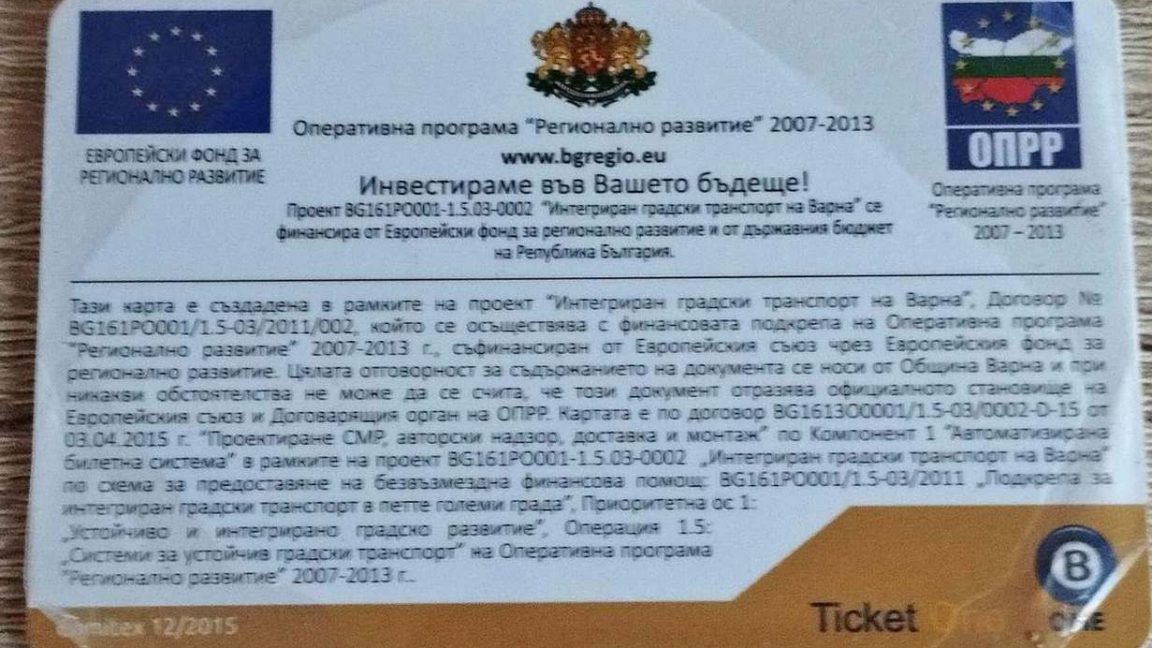 ЕВРОПЕЙСКИ ФОНД ЗА
РЕГИОНАЛНО РАЗВИТИЕ
Оперативна програма "Регионално развитие" 2007-2013
www.bgregio.eu
Инвестираме във Вашето бъдеще!
Проект BG161PO001-1.5.03-0002 "Интегриран градски транспорт на Варна" се
финансира от Европейски фонд за регионално развитие и от държавния бюджет
на Република България.
ОПРР
Оперативна програма
"Регионално развитие"
2007 – 2013
Тази карта е създадена в рамките на проект "Интегриран градски транспорт на Варна", Договор №
BG161PO001/1.5-03/2011/002, който се осъществява с финансовата подкрепа на Оперативна програма
"Регионално развитие" 2007-2013 г., съфинансиран от Европейския съюз чрез Европейския фонд за
регионално развитие. Цялата отговорност за съдържанието на документа се носи от Община Варна и при
никакви обстоятелства не може да се счита, че този документ отразява официалното становище на
Европейския съюз и Договарящия орган на ОПРР. Картата е по договор BG1613O0001/1.5-03/0002-D-15 от
03.04.2015 г. "Проектиране СМР, авторски надзор, доставка и монтаж" по Компонент 1 "Автоматизирана
билетна система" в рамките на проект BG161PO001-1.5.03-0002 „Интегриран градски транспорт на Варна"
по схема за предоставяне на безвъзмездна финансова помощ: BG161PO001/1.5-03/2011 „Подкрепа за
интегриран градски транспорт в петте големи града", Приоритетна ос 1:
„Устойчиво и интегрирано градско развитие", Операция 1.5:
„Системи за устойчив градски транспорт" на Оперативна програма
"Регионално развитие" 2007-2013 г..
12/2015
Ticket One
B
ONE